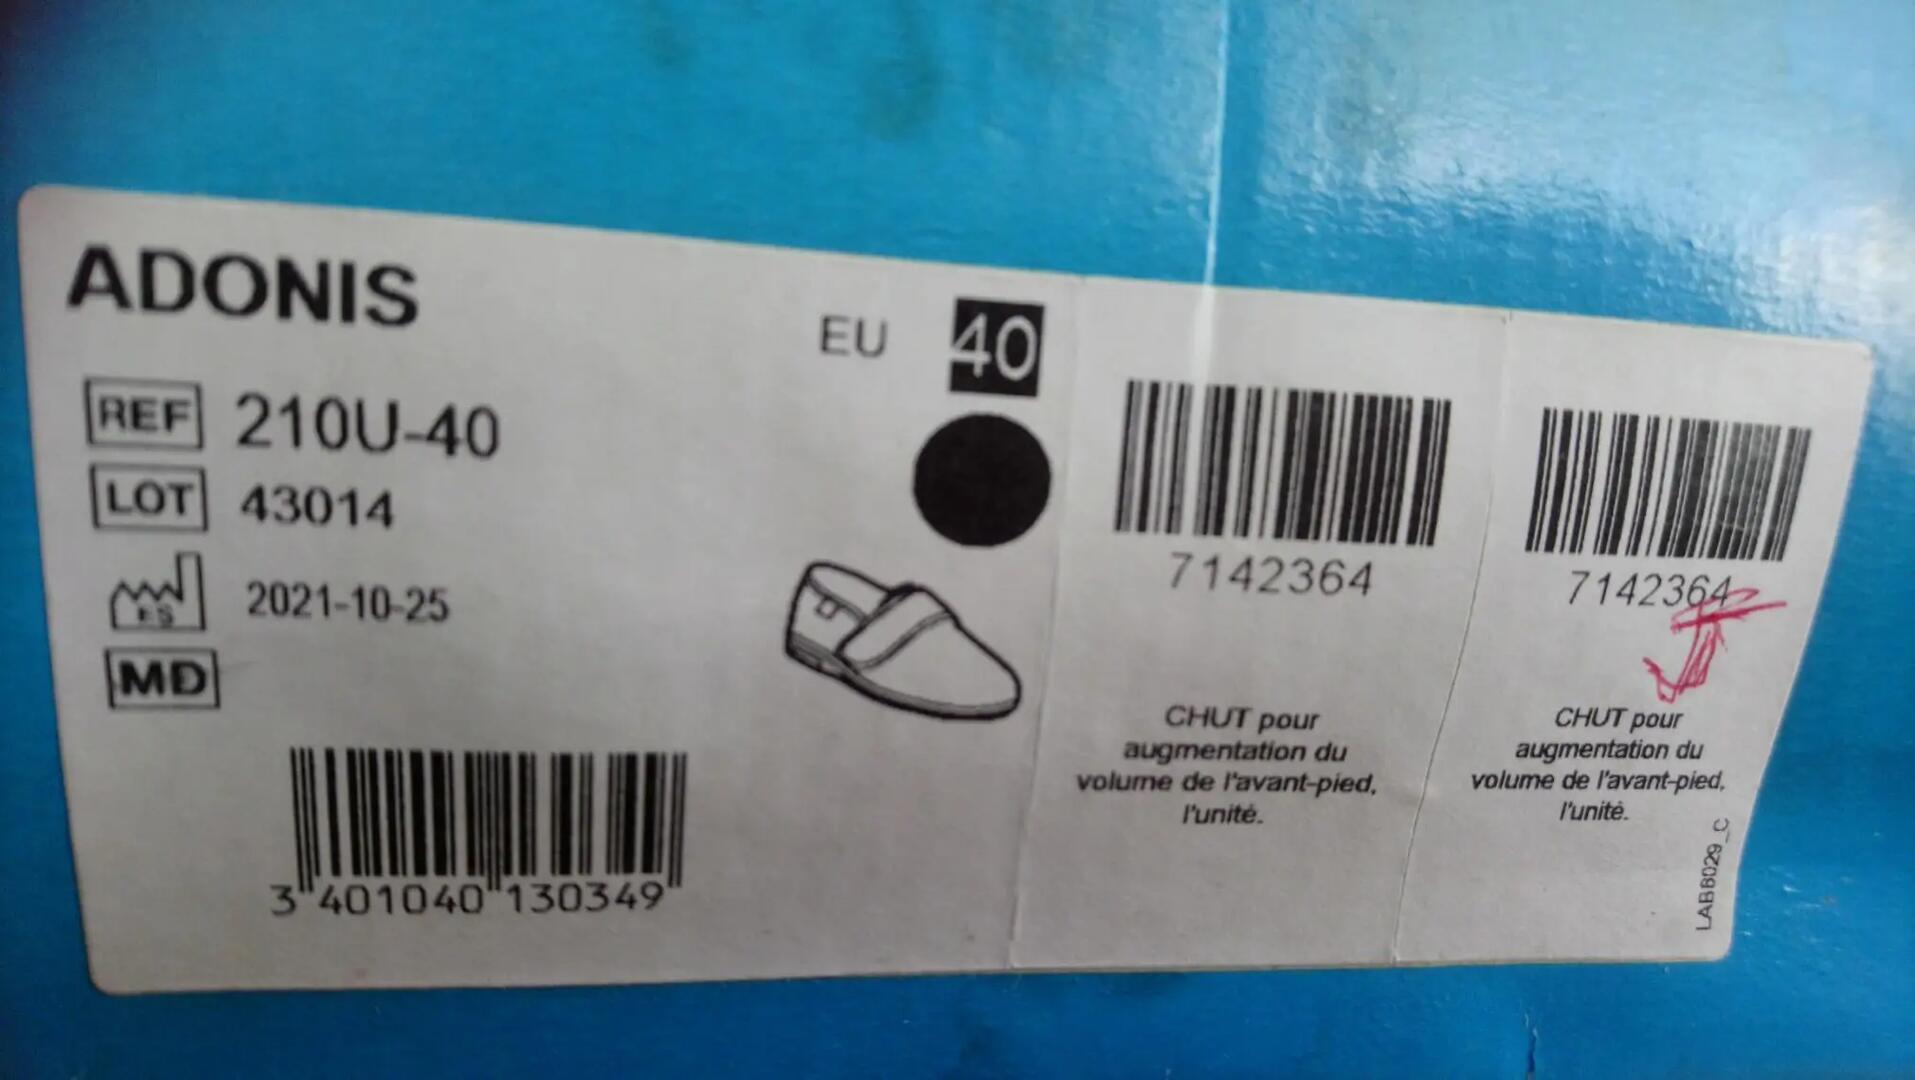 ADONIS
EU 40
REF 210U-40
LOT 43014
ES 2021-10-25
MD
3 401040 130349
7142364
CHUT pour
augmentation du
volume de l'avant-pied,
l'unité.
7142364
CHUT pour
augmentation du
volume de l'avant-pied,
l'unité.
LAB8029_C